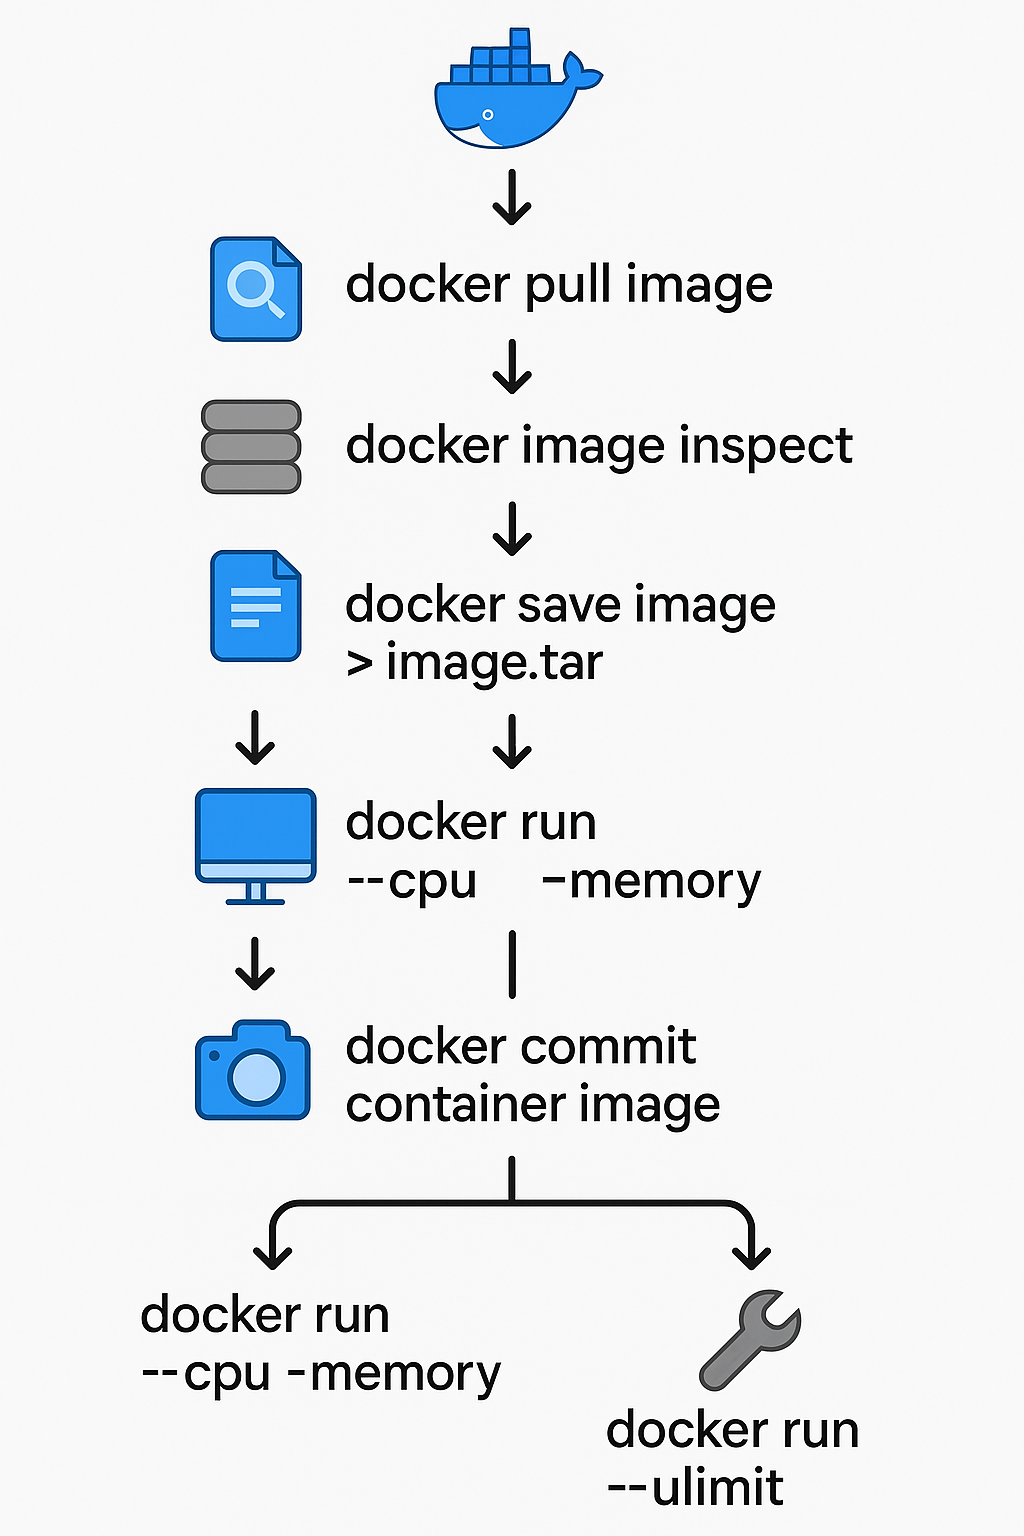 docker pull image
docker image inspect
docker save image
> image.tar
docker run
--cpu -memory
docker commit
container image
docker run
--cpu -memory
docker run
--ulimit